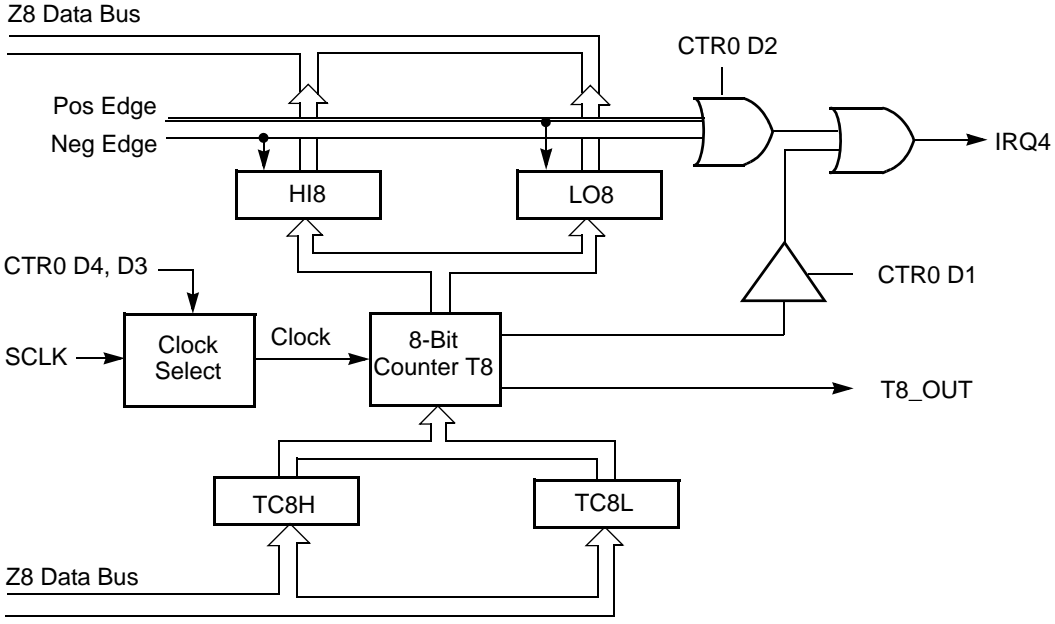 Z8 Data Bus
CTR0 D2
Pos Edge
Neg Edge
IRQ4
HI8
LO8
CTR0 D4, D3
CTR0 D1
SCLK
Clock
Select
Clock
8-Bit
Counter T8
T8_OUT
TC8H
TC8L
Z8 Data Bus